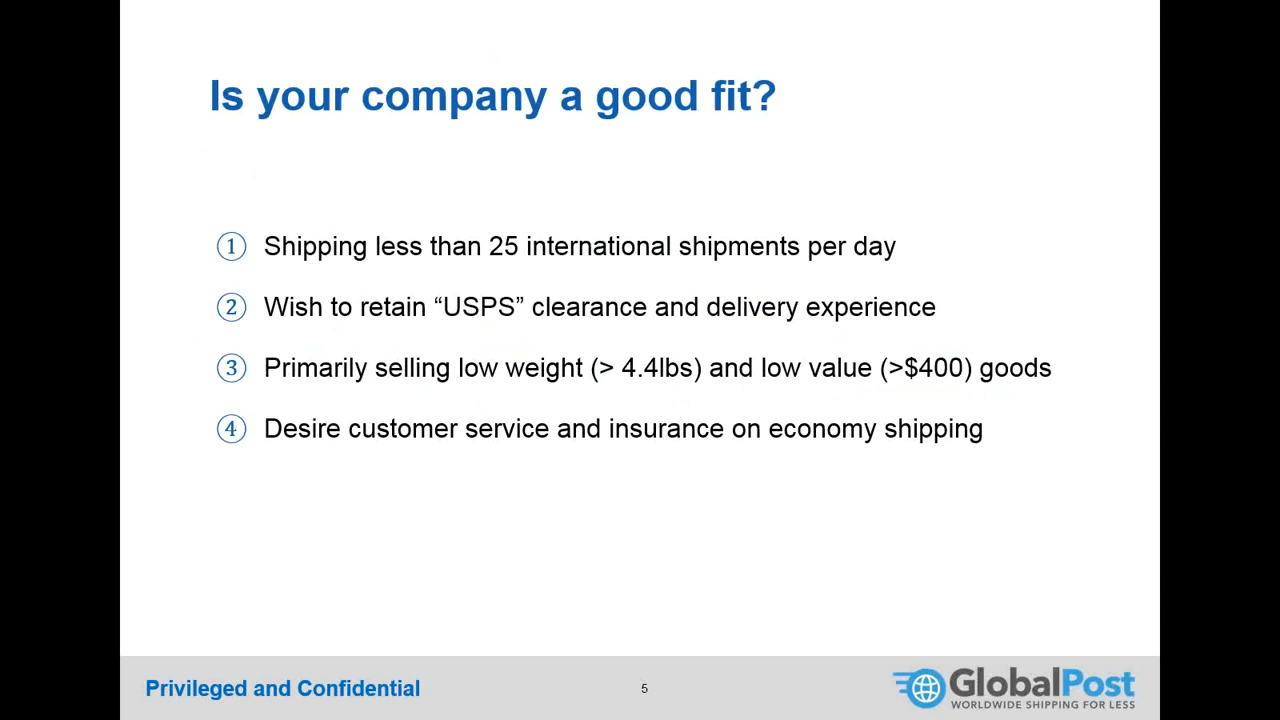 Is your company a good fit?
① Shipping less than 25 international shipments per day
② Wish to retain “USPS” clearance and delivery experience
③ Primarily selling low weight (> 4.4lbs) and low value (>$400) goods
④ Desire customer service and insurance on economy shipping
Privileged and Confidential
5
GlobalPost
WORLDWIDE SHIPPING FOR LESS